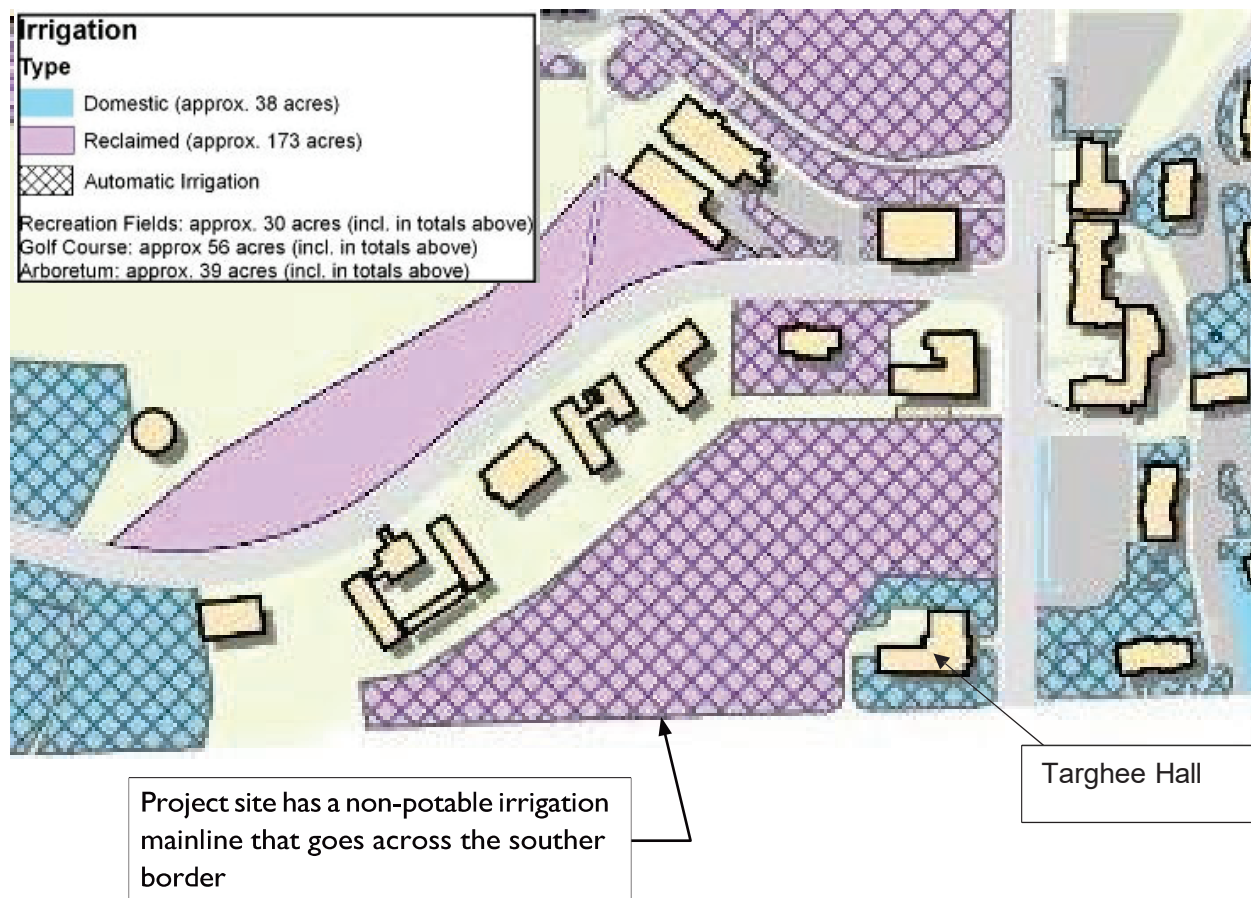 Irrigation
Type
Domestic (approx. 38 acres)
Reclaimed (approx. 173 acres)
Automatic Irrigation
Recreation Fields: approx. 30 acres (incl. in totals above)
Golf Course: approx 56 acres (incl. in totals above)
Arboretum: approx. 39 acres (incl. in totals above)
Targhee Hall
Project site has a non-potable irrigation
mainline that goes across the souther
border